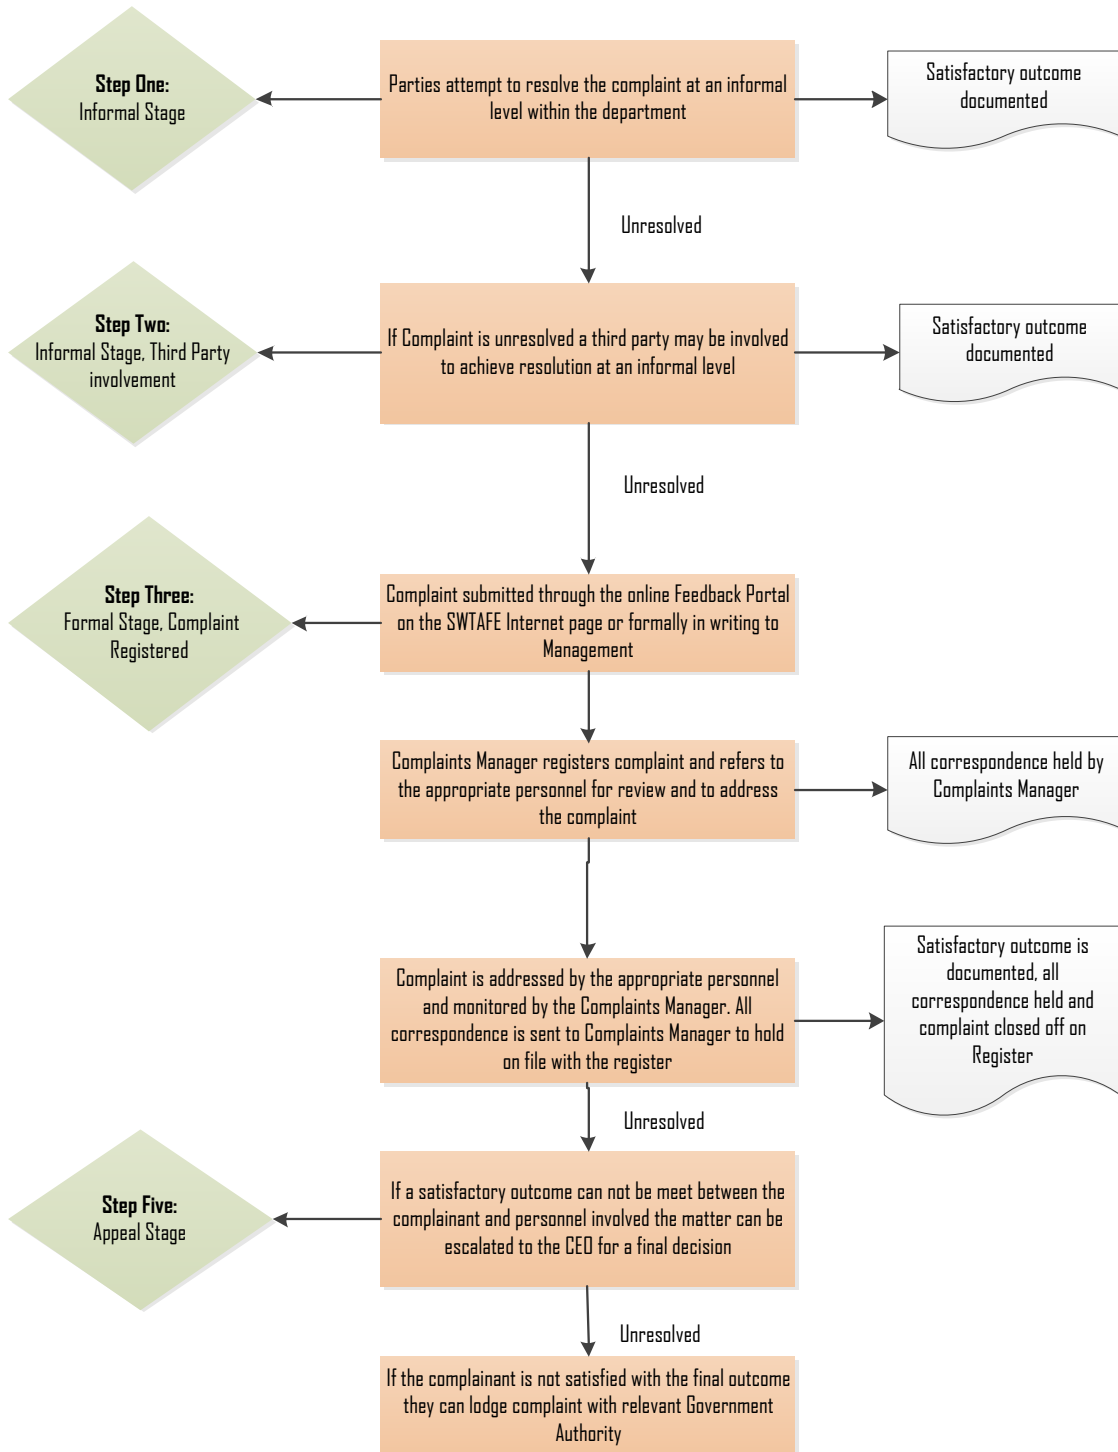 Step One:
Informal Stage
Parties attempt to resolve the complaint at an informal
level within the department
Satisfactory outcome
documented
Unresolved
Step Two:
Informal Stage, Third Party
involvement
If Complaint is unresolved a third party may be involved
to achieve resolution at an informal level
Satisfactory outcome
documented
Unresolved
Step Three:
Formal Stage, Complaint
Registered
Complaint submitted through the online Feedback Portal
on the SWTAFE Internet page or formally in writing to
Management
Complaints Manager registers complaint and refers to
the appropriate personnel for review and to address
the complaint
All correspondence held by
Complaints Manager
Complaint is addressed by the appropriate personnel
and monitored by the Complaints Manager. All
correspondence is sent to Complaints Manager to hold
on file with the register
Satisfactory outcome is
documented, all
correspondence held and
complaint closed off on
Register
Unresolved
Step Five:
Appeal Stage
If a satisfactory outcome can not be meet between the
complainant and personnel involved the matter can be
escalated to the CEO for a final decision
Unresolved
If the complainant is not satisfied with the final outcome
they can lodge complaint with relevant Government
Authority